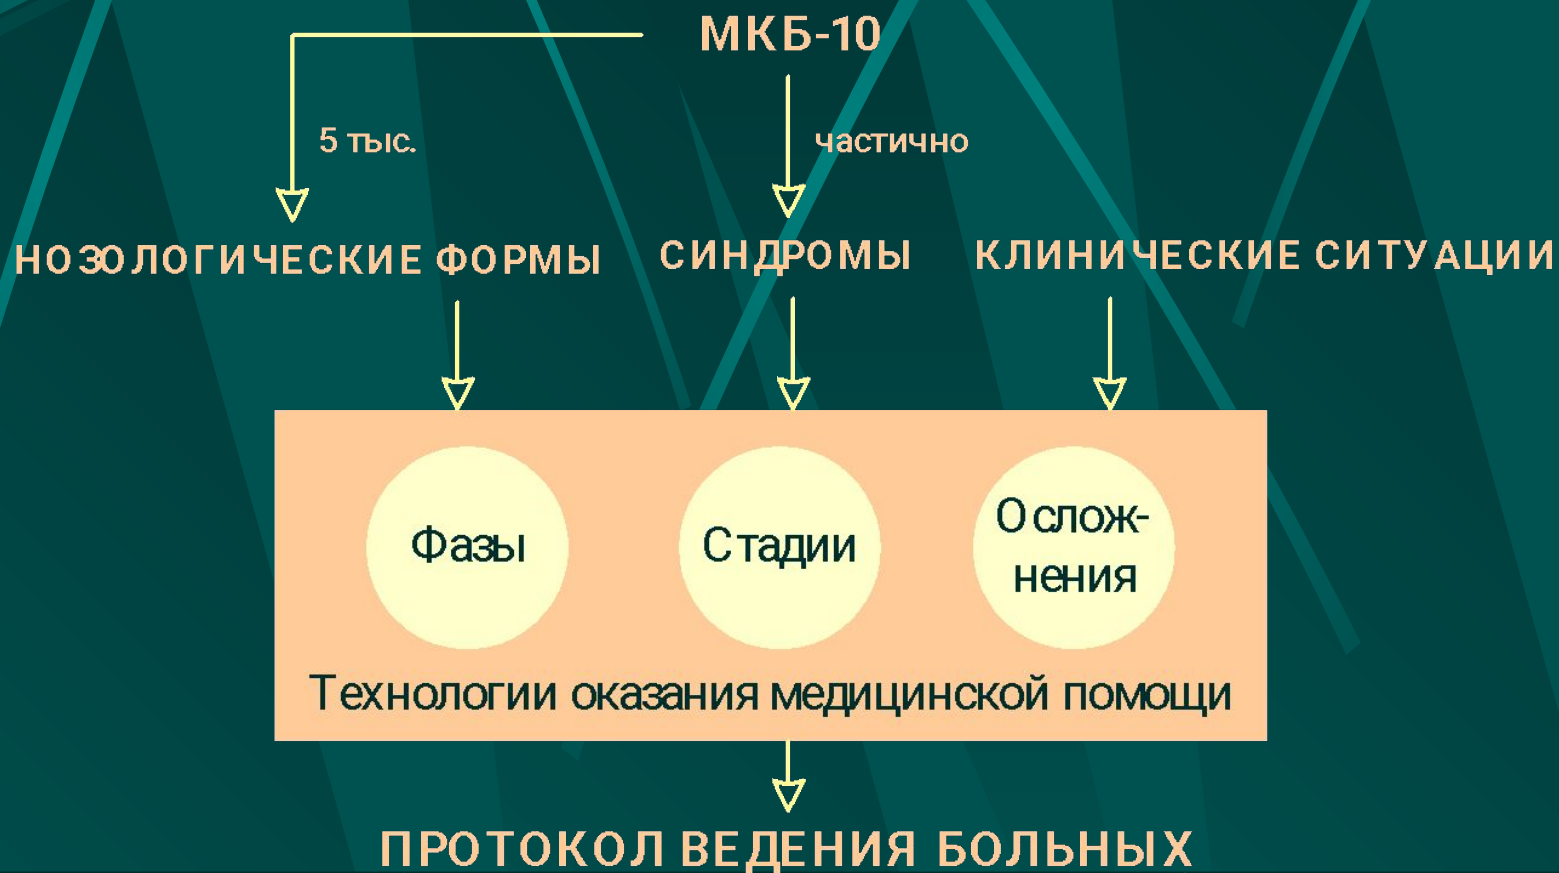 МКБ-10
5 тыс.
частично
НОЗОЛОГИЧЕСКИЕ ФОРМЫ
СИНДРОМЫ
КЛИНИЧЕСКИЕ СИТУАЦИИ
Фазы
Стадии
Ослож-
нения
Технологии оказания медицинской помощи
ПРОТОКОЛ ВЕДЕНИЯ БОЛЬНЫХ